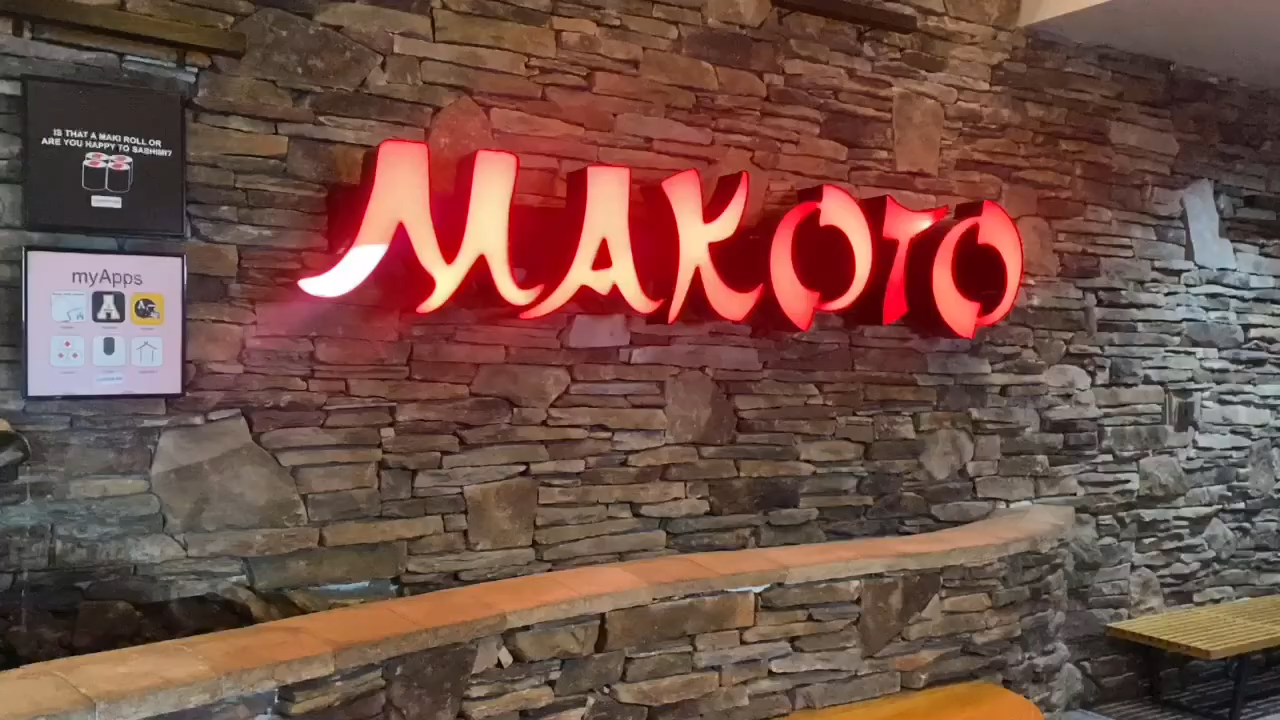 IS THAT A MAKI ROLL OR
ARE YOU HAPPY TO SASHIMI?
myApps
A
MAKOTO